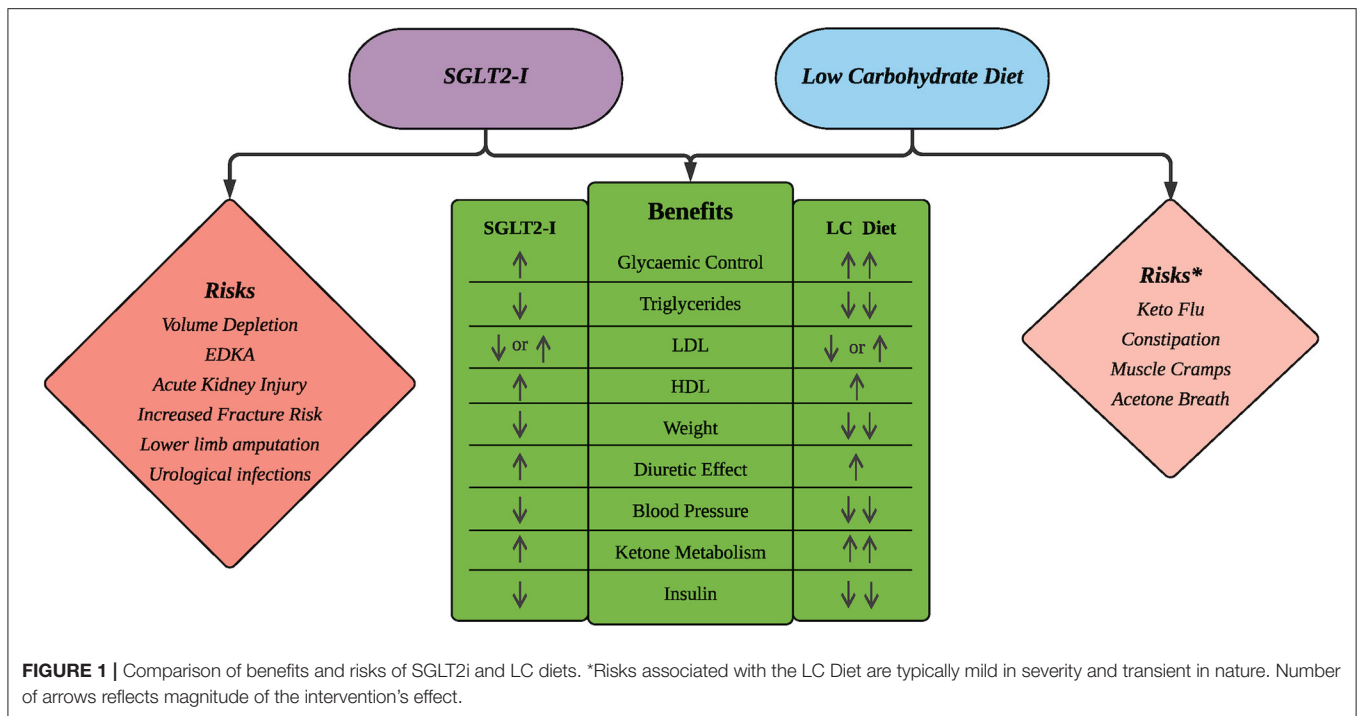 SGLT2-I
Low Carbohydrate Diet
Risks
Volume Depletion
EDKA
Acute Kidney Injury
Increased Fracture Risk
Lower limb amputation
Urological infections
Benefits
SGLT2-I
LC Diet
↑ Glycaemic Control ↑↑
↓ Triglycerides ↓↓
↓ or ↑ LDL ↓ or ↑
↑ HDL ↑
↓ Weight ↓↓
↑ Diuretic Effect ↑
↓ Blood Pressure ↓↓
↑ Ketone Metabolism ↑↑
↓ Insulin ↓↓
Risks*
Keto Flu
Constipation
Muscle Cramps
Acetone Breath
FIGURE 1 | Comparison of benefits and risks of SGLT2i and LC diets. *Risks associated with the LC Diet are typically mild in severity and transient in nature. Number
of arrows reflects magnitude of the intervention's effect.